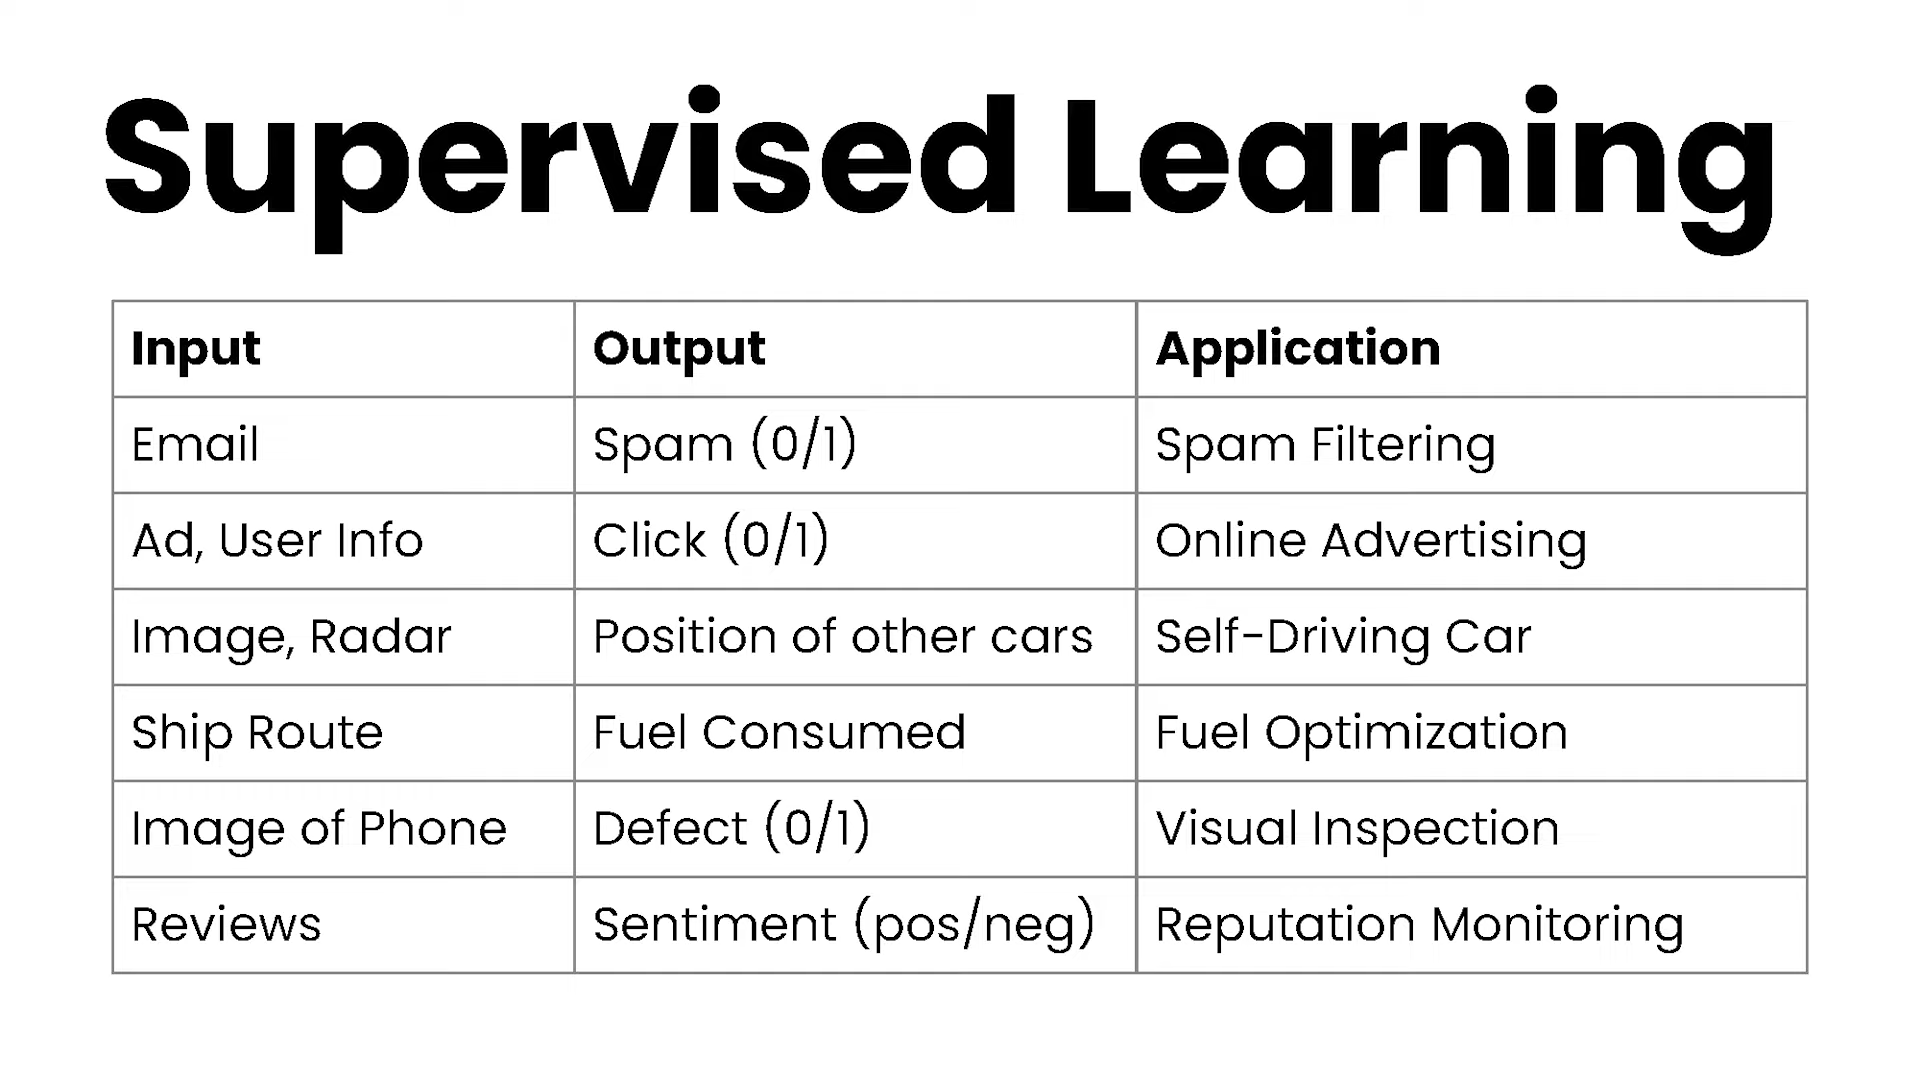 Supervised Learning
Input Output Application
Email Spam (0/1) Spam Filtering
Ad, User Info Click (0/1) Online Advertising
Image, Radar Position of other cars Self-Driving Car
Ship Route Fuel Consumed Fuel Optimization
Image of Phone Defect (0/1) Visual Inspection
Reviews Sentiment (pos/neg) Reputation Monitoring